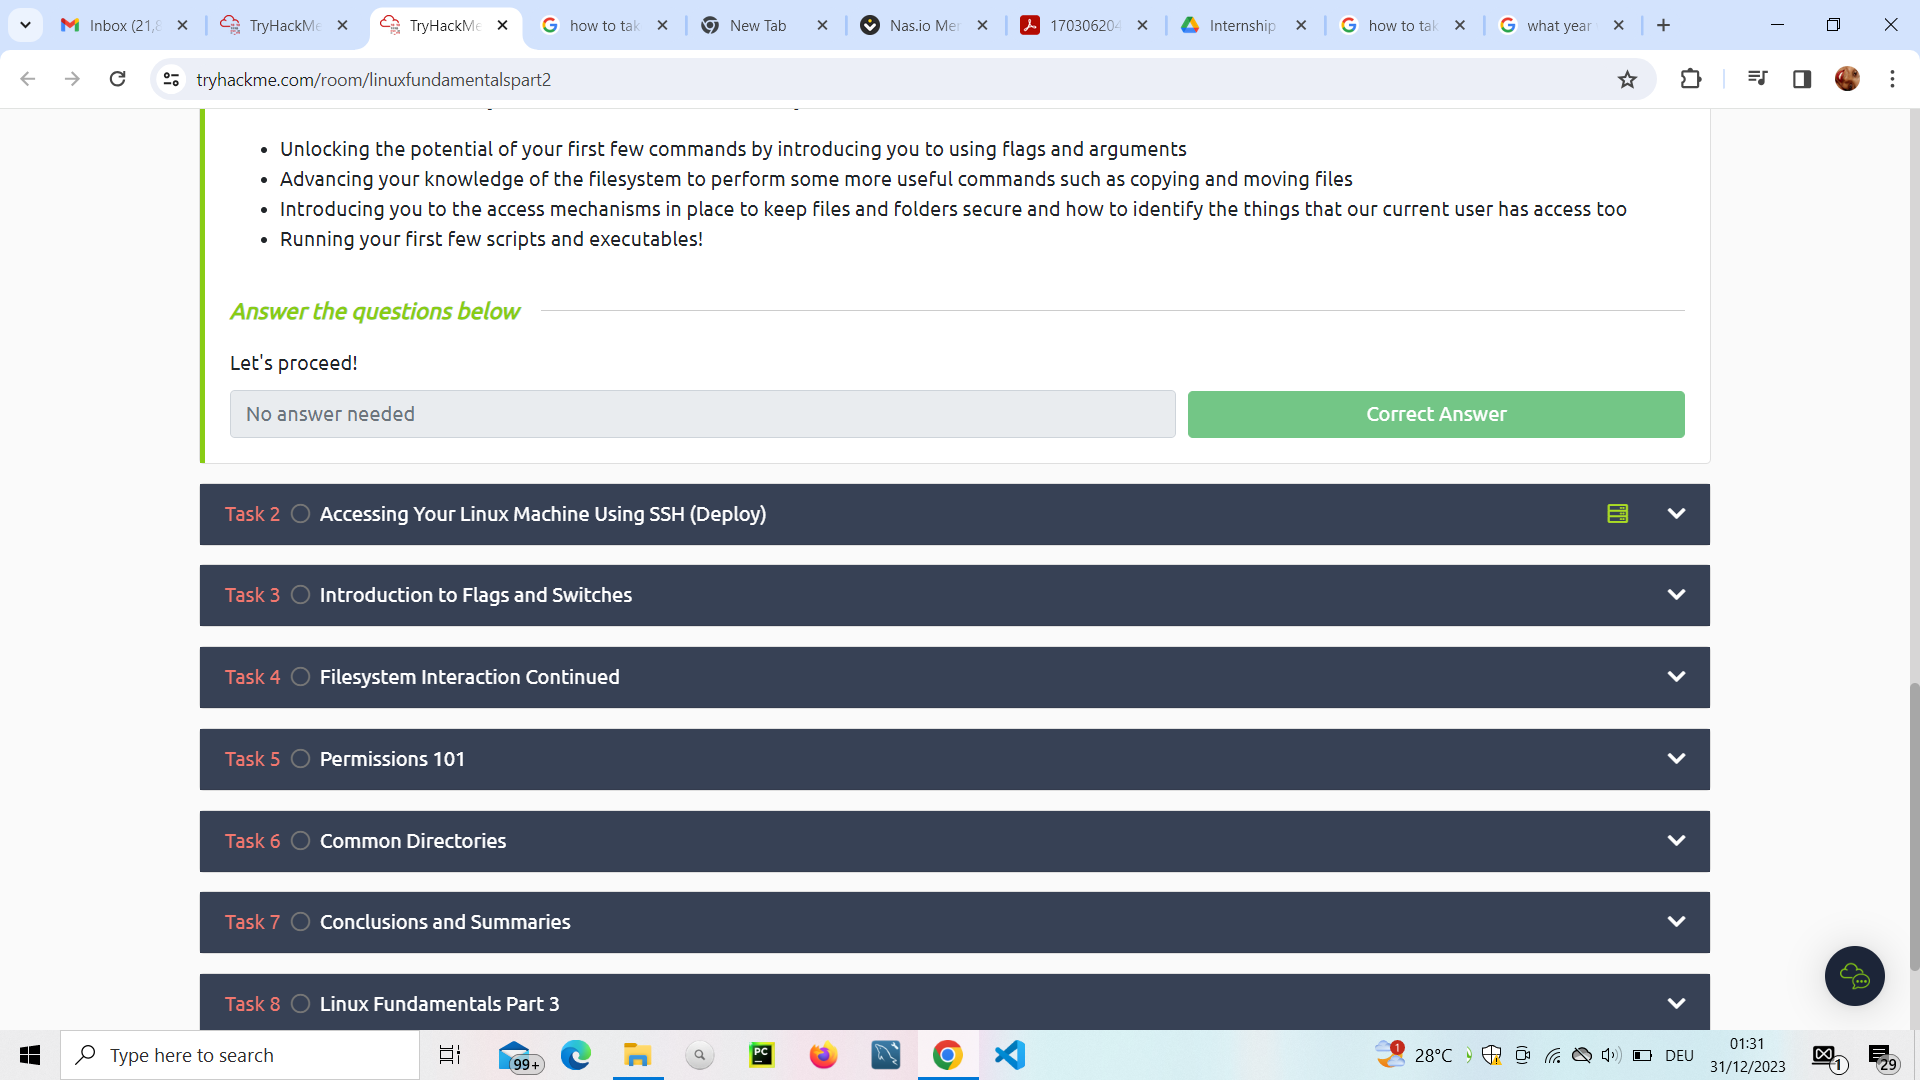 Inbox (21,8
TryHackMe
TryHackMe
how to tak
New Tab
Nas.io Mem
170306204
Internship
how to tak
what year
tryhackme.com/room/linuxfundamentalspart2
Unlocking the potential of your first few commands by introducing you to using flags and arguments
Advancing your knowledge of the filesystem to perform some more useful commands such as copying and moving files
Introducing you to the access mechanisms in place to keep files and folders secure and how to identify the things that our current user has access too
Running your first few scripts and executables!
Answer the questions below
Let's proceed!
No answer needed
Correct Answer
Task 2 Accessing Your Linux Machine Using SSH (Deploy)
Task 3 Introduction to Flags and Switches
Task 4 Filesystem Interaction Continued
Task 5 Permissions 101
Task 6 Common Directories
Task 7 Conclusions and Summaries
Task 8 Linux Fundamentals Part 3
Type here to search
99+
PC
1
28°C
DEU
01:31
31/12/2023
1
29